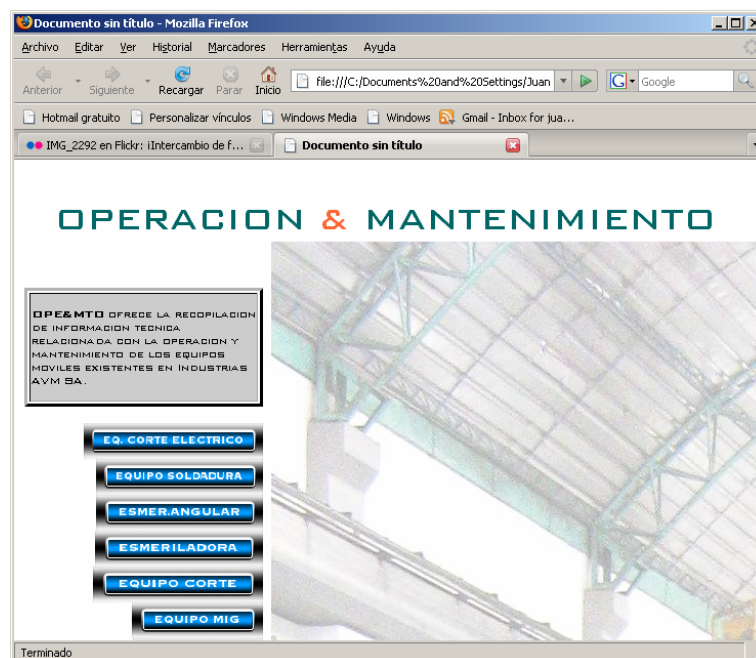 Documento sin título - Mozilla Firefox
Archivo Editar Ver Historial Marcadores Herramientas Ayuda
Anterior Siguiente Recargar Parar Inicio file:///C:/Documents%20and%20Settings/Juan G Google
Hotmail gratuito Personalizar vínculos Windows Media Windows Gmail - Inbox for jua...
IMG_2292 en Flickr: ¡Intercambio de f... Documento sin título
OPERACION & MANTENIMIENTO
OPE&MTO OFRECE LA RECOPILACION
DE INFORMACION TECNICA
RELACIONADA CON LA OPERACION Y
MANTENIMIENTO DE LOS EQUIPOS
MOVILES EXISTENTES EN INDUSTRIAS
AVM SA.
EQ. CORTE ELECTRICO
EQUIPO SOLDADURA
ESMER.ANGULAR
ESMERILADORA
EQUIPO CORTE
EQUIPO MIG
Terminado